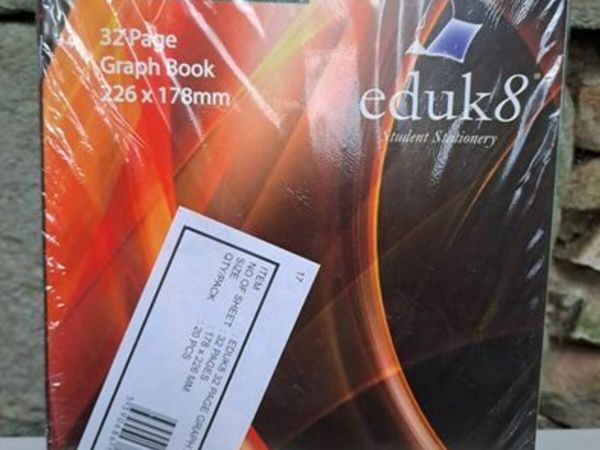 32 Page
Graph Book
226 x 178mm
eduk8
Student Stationery
17
ITEM : EDUK8 32 PAGE GRAPH
NO OF SHEET : 32 PAGES
SIZE : 178 x 226 MM
QTY/PACK : 20 PCS